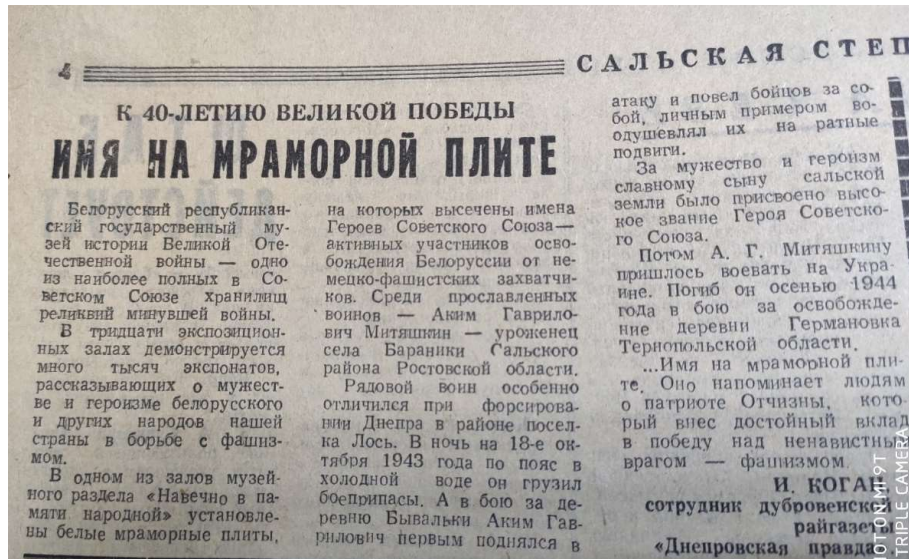 4
САЛЬСКАЯ СТЕП
К 40-ЛЕТИЮ ВЕЛИКОЙ ПОБЕДЫ
ИМЯ НА МРАМОРНОЙ ПЛИТЕ
Белорусский республикан-
ский государственный му-
зей истории Великой Оте-
чественной войны — одно
из наиболее полных в Со-
ветском Союзе хранилищ
реликвий минувшей войны.
В тридцати экспозицион-
ных залах демонстрируется
много тысяч экспонатов,
рассказывающих о мужест-
ве и героизме белорусского
и других народов нашей
страны в борьбе с фашиз-
мом.
В одном из залов музей-
ного раздела «Навечно в па-
мяти народной» установле-
ны белые мраморные плиты,
на которых высечены имена
Героев Советского Союза—
активных участников осво-
бождения Белоруссии от не-
мецко-фашистских захватчи-
ков. Среди прославленных
воинов — Аким Гаврило-
вич Митяшкин — уроженец
села Бараники Сальского
района Ростовской области.
Рядовой воин особенно
отличился при форсирова-
нии Днепра в районе посел-
ка Лось. В ночь на 18-е ок-
тября 1943 года по пояс в
холодной воде он грузил
боеприпасы. А в бою за де-
ревню Бывальки Аким Гав-
рилович первым поднялся в
атаку и повел бойцов за со-
бой, личным примером во-
одушевлял их на ратные
подвиги.
За мужество и героизм
славному сыну сальской
земли было присвоено высо-
кое звание Героя Советско-
го Союза.
Потом А. Г. Митяшкину
пришлось воевать на Укра-
ине. Погиб он осенью 1944
года в бою за освобожде-
ние деревни Германовка
Тернопольской области.
...Имя на мраморной пли-
те. Оно напоминает людям
о патриоте Отчизны, кото-
рый внес достойный вклад
в победу над ненавистным
врагом — фашизмом.
И. КОГАН,
сотрудник дубровенской
райгазеты
«Днепровская правда».
OTO N MI 9T
TRIPLE CAMERA